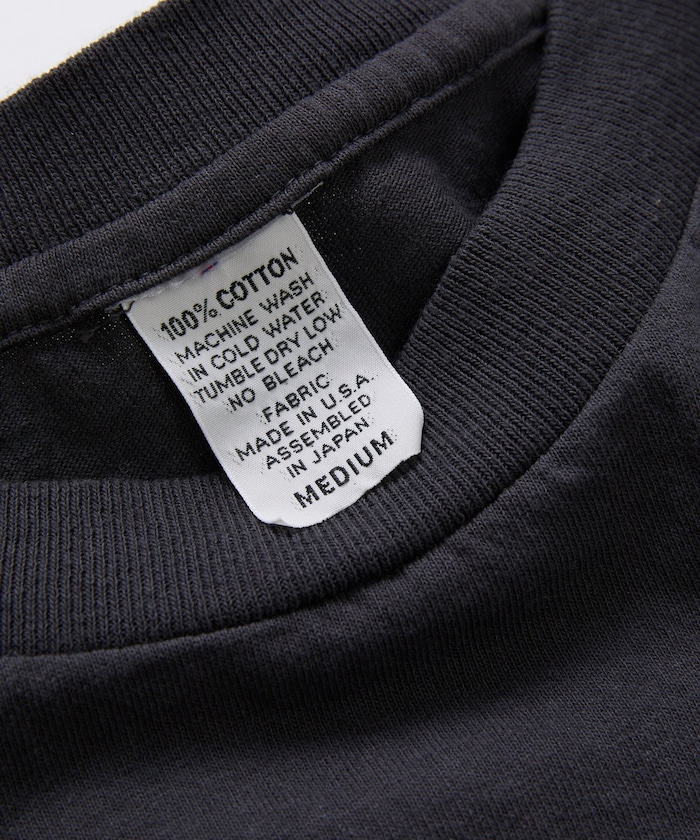 100% COTTON
MACHINE WASH
IN COLD WATER
TUMBLE DRY LOW
NO BLEACH
FABRIC
MADE IN U.S.A.
ASSEMBLED
IN JAPAN
MEDIUM